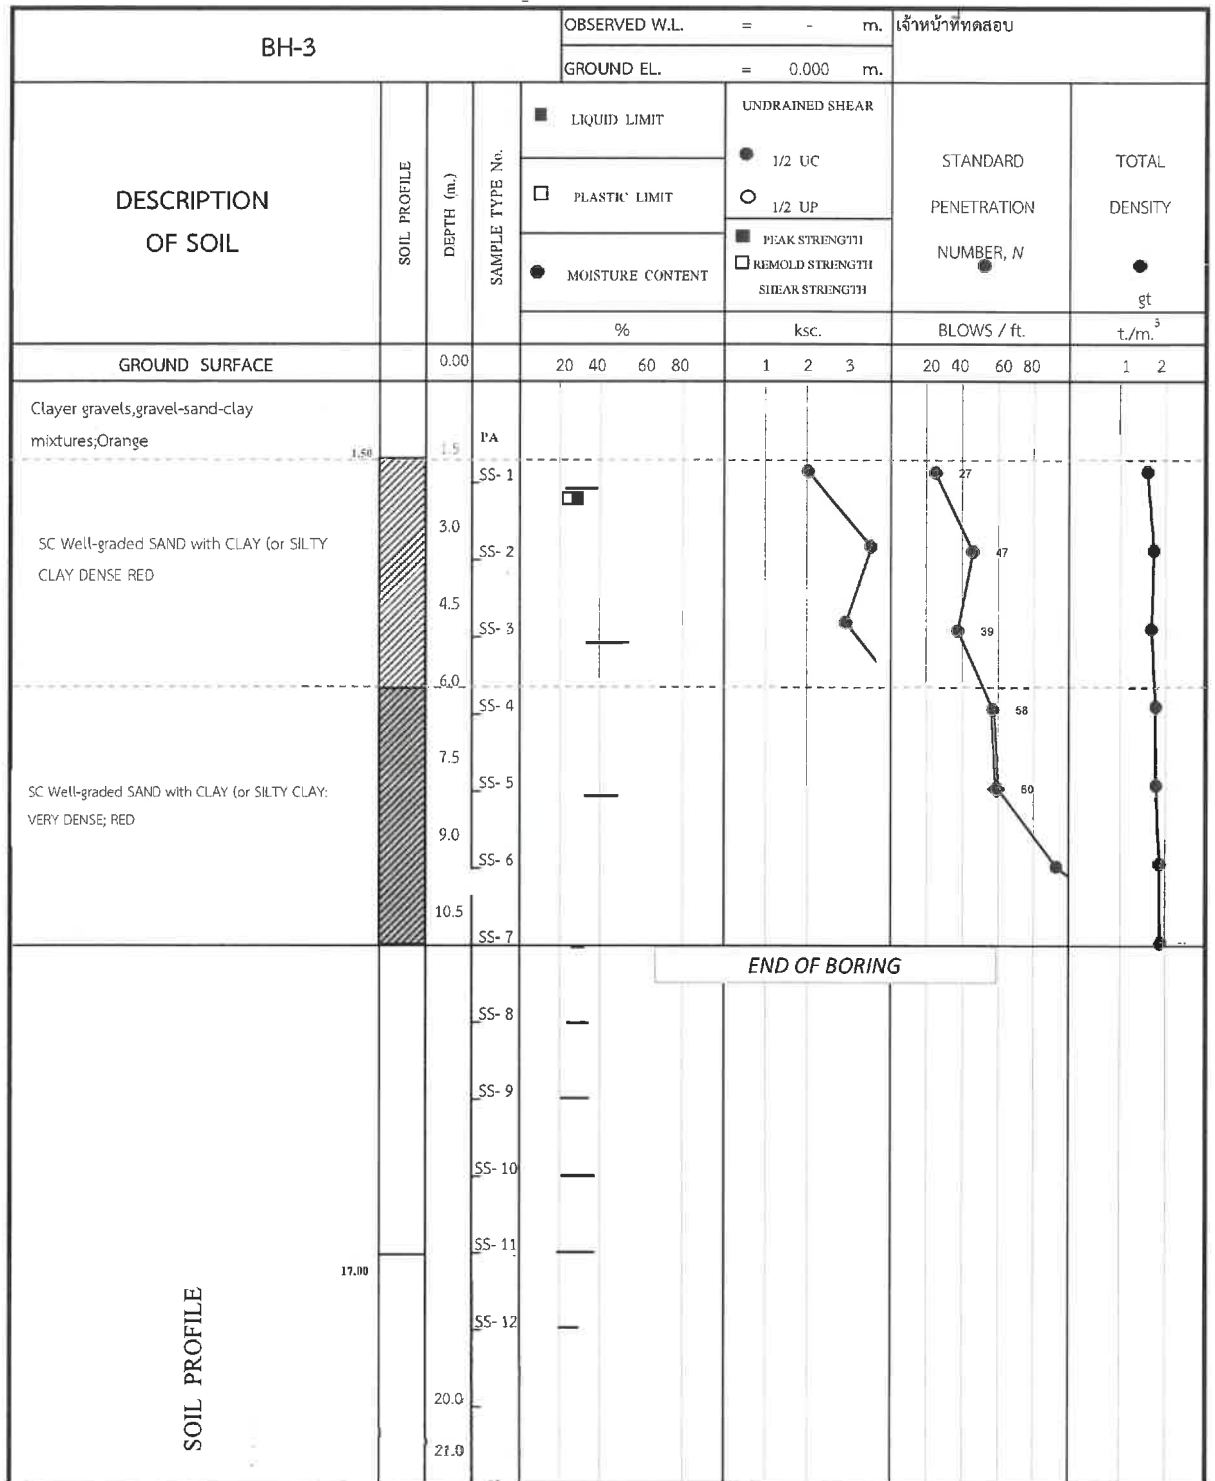 BH-3
OBSERVED W.L. = - m.
GROUND EL. = 0.000 m.
เจ้าหน้าที่ทดสอบ
DESCRIPTION
OF SOIL
SOIL PROFILE
DEPTH (m.)
SAMPLE TYPE No.
LIQUID LIMIT
PLASTIC LIMIT
MOISTURE CONTENT
%
UNDRAINED SHEAR
1/2 UC
1/2 UP
PEAK STRENGTH
REMOLD STRENGTH
SHEAR STRENGTH
ksc.
STANDARD
PENETRATION
NUMBER, N
BLOWS / ft.
TOTAL
DENSITY
gt
t./m.³
GROUND SURFACE 0.00 20 40 60 80 1 2 3 20 40 60 80 1 2
Clayer gravels,gravel-sand-clay
mixtures;Orange
1.50
1.5
PA
SS- 1
27
3.0
SC Well-graded SAND with CLAY (or SILTY
CLAY DENSE RED
SS- 2
47
4.5
SS- 3
39
6.0
SS- 4
58
7.5
SS- 5
60
SC Well-graded SAND with CLAY (or SILTY CLAY:
VERY DENSE; RED
9.0
SS- 6
10.5
SS- 7
END OF BORING
SS- 8
SS- 9
SS- 10
SS- 11
17.00
SS- 12
SOIL PROFILE
20.0
21.0